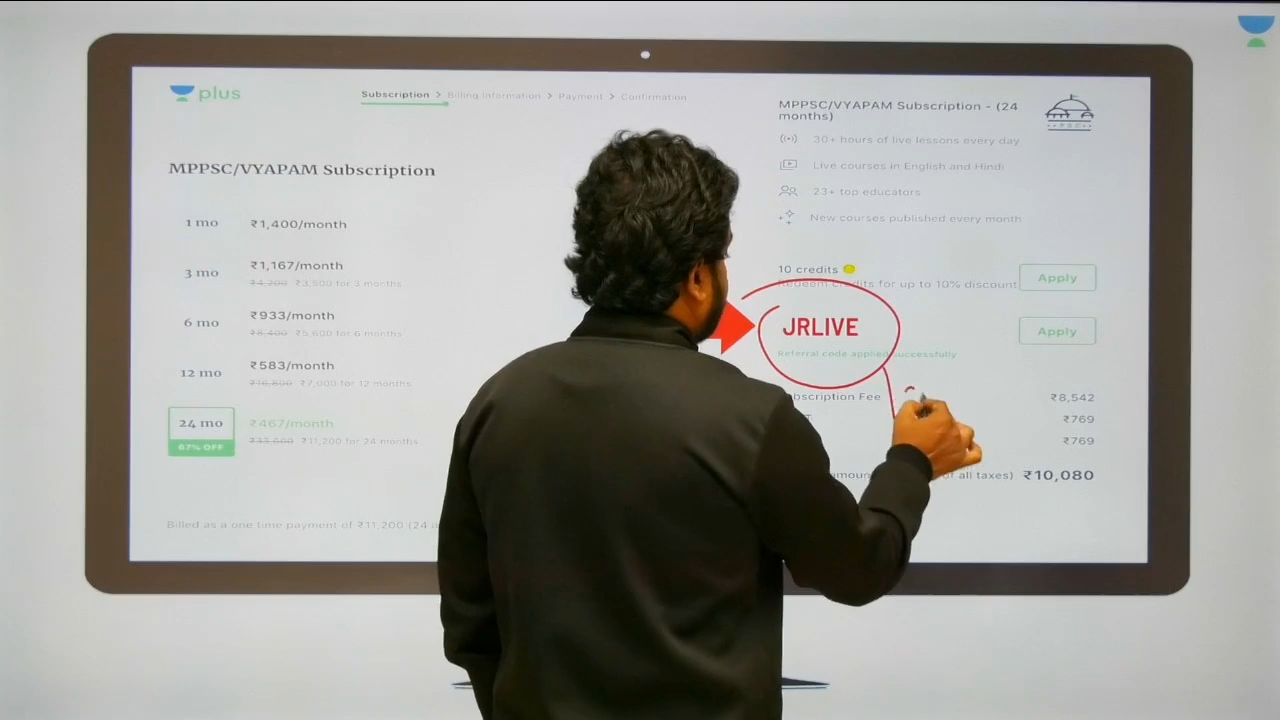 plus
Subscription > Billing Information > Payment > Confirmation
MPPSC/VYAPAM Subscription
1 mo ₹1,400/month
3 mo ₹1,167/month
₹4,200 ₹3,500 for 3 months
6 mo ₹933/month
₹8,400 ₹5,600 for 6 months
12 mo ₹583/month
₹16,800 ₹7,000 for 12 months
24 mo ₹467/month
67% OFF ₹33,600 ₹11,200 for 24 months
Billed as a one time payment of ₹11,200 (24
MPPSC/VYAPAM Subscription - (24
months)
30+ hours of live lessons every day
Live courses in English and Hindi
23+ top educators
New courses published every month
10 credits
Redeem credits for up to 10% discount
Apply
JRLIVE
Apply
Referral code applied successfully
Subscription Fee ₹8,542
₹769
₹769
all taxes) ₹10,080